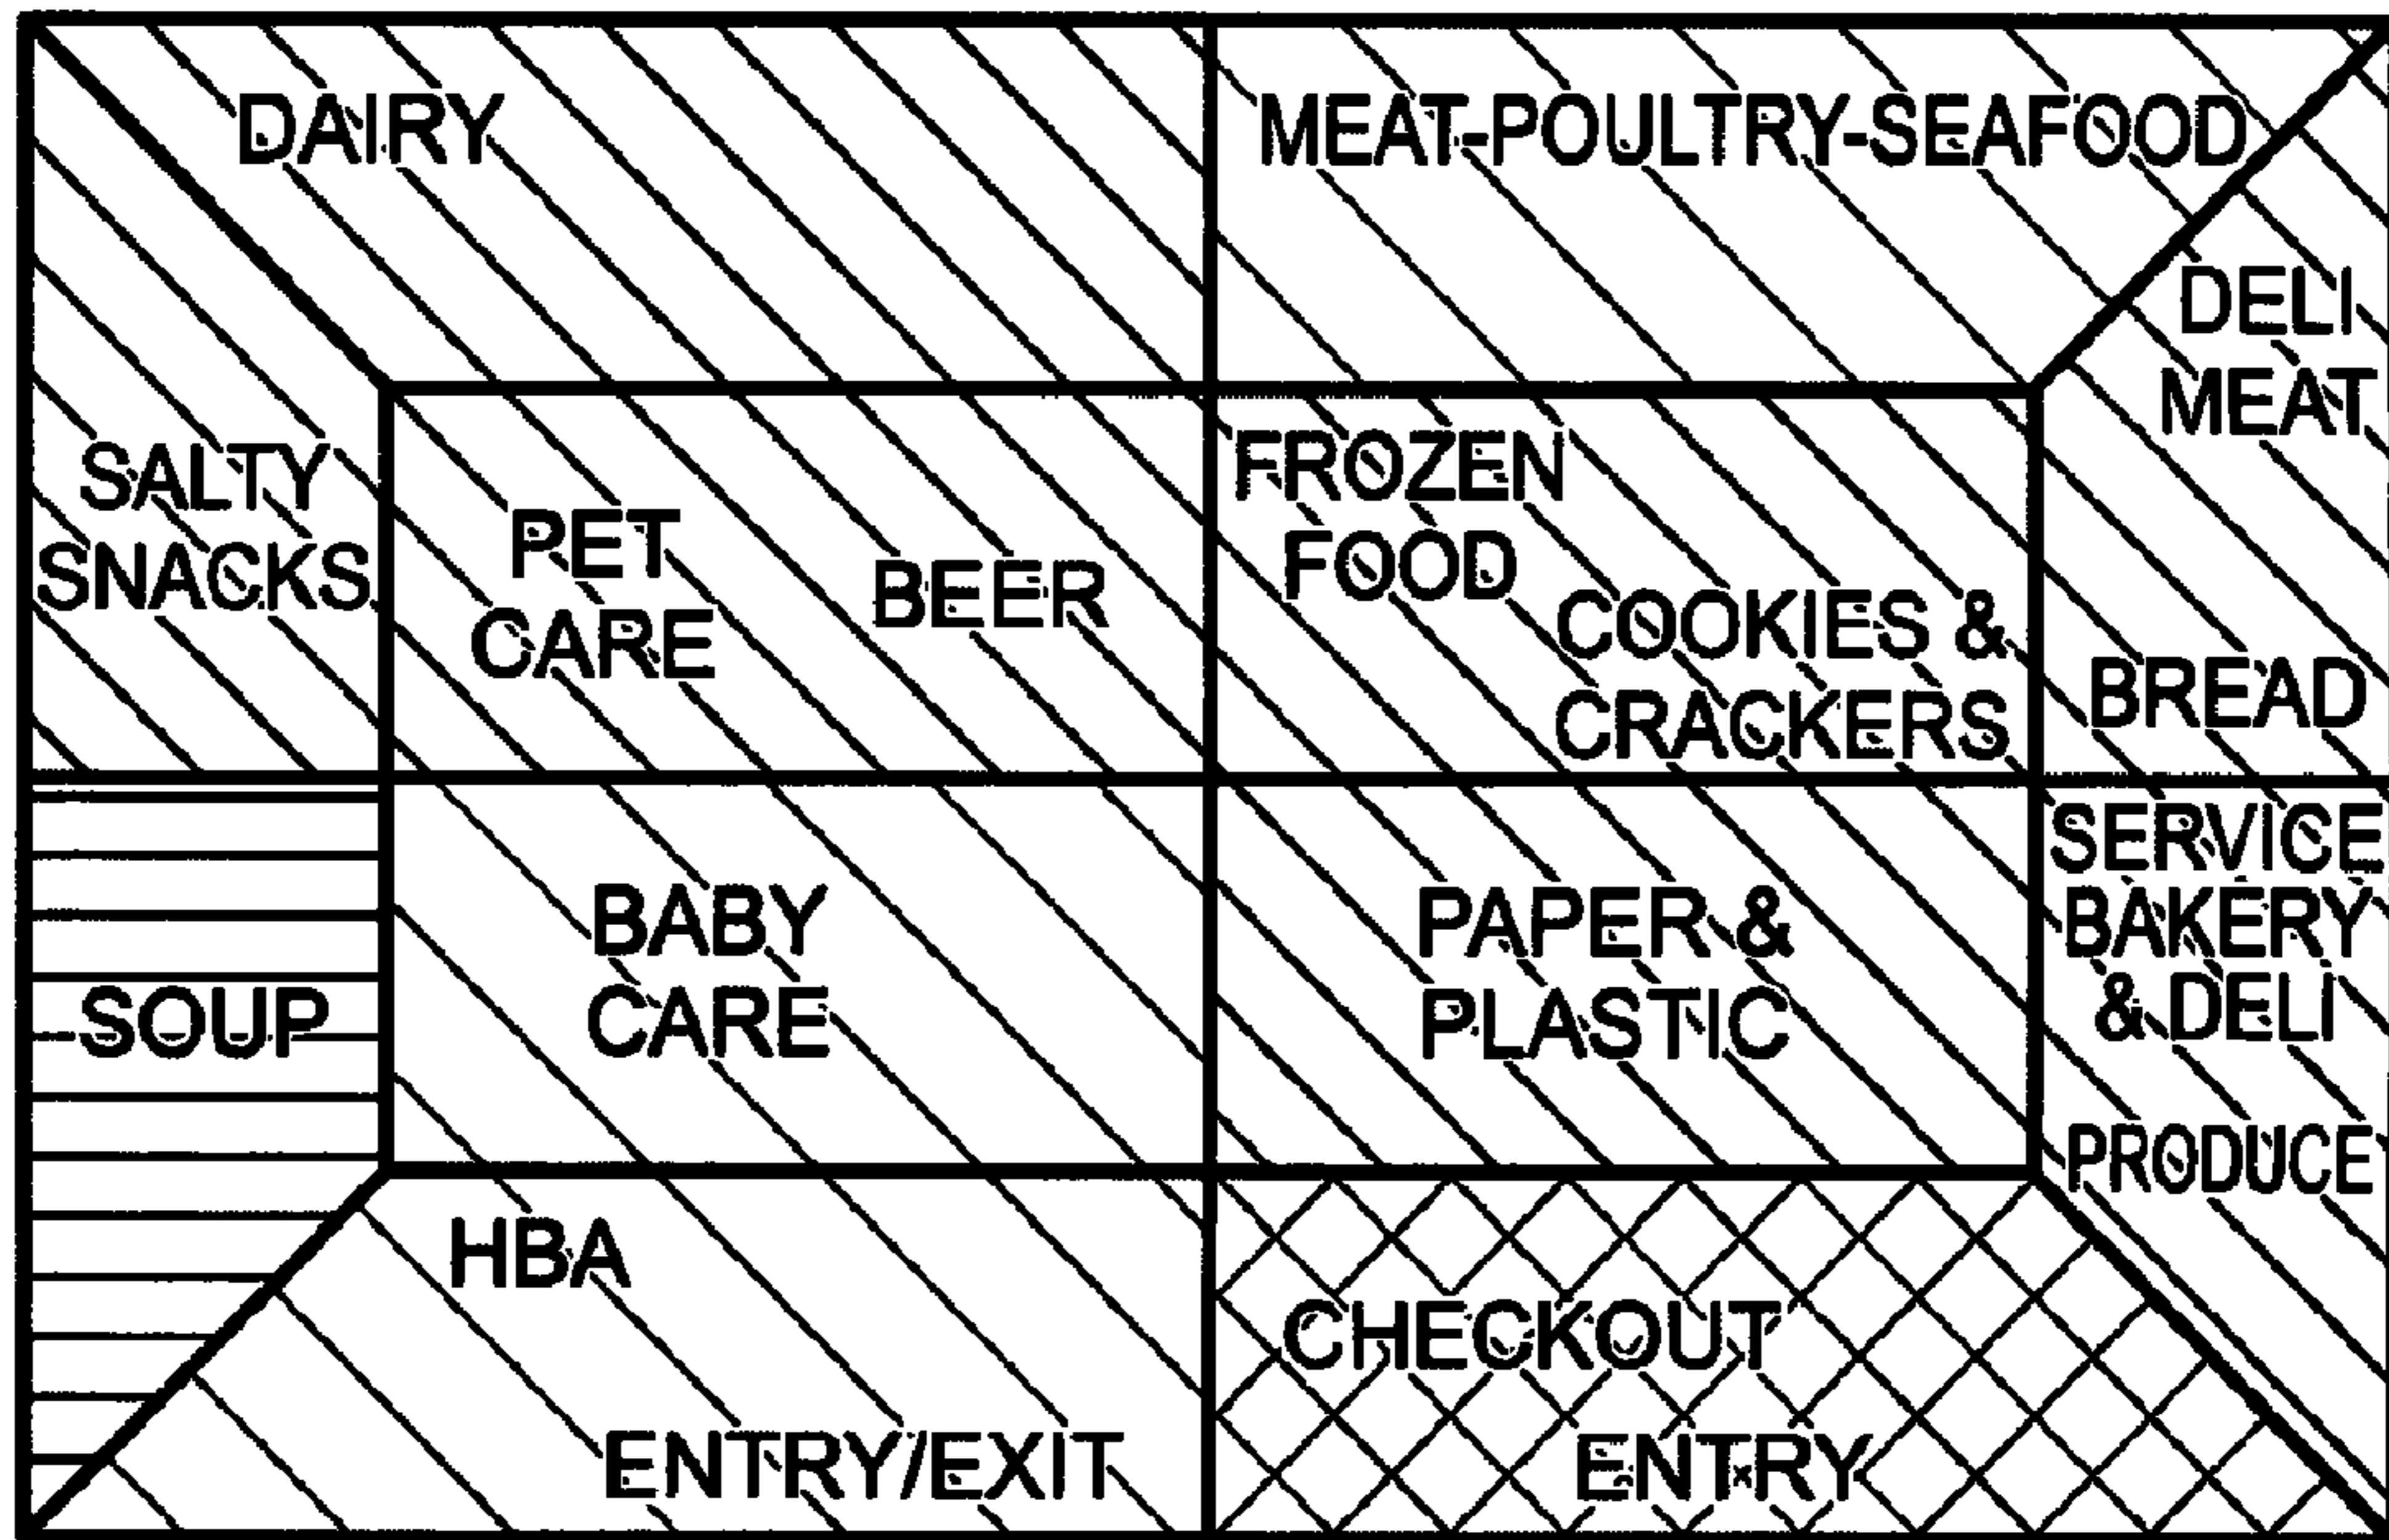 DAIRY
MEAT-POULTRY-SEAFOOD
DELI
MEAT
SALTY
SNACKS
PET
CARE
BEER
FROZEN
FOOD
COOKIES &
CRACKERS
BREAD
SOUP
BABY
CARE
PAPER &
PLASTIC
SERVICE
BAKERY
& DELI
PRODUCE
HBA
ENTRY/EXIT
CHECKOUT
ENTRY